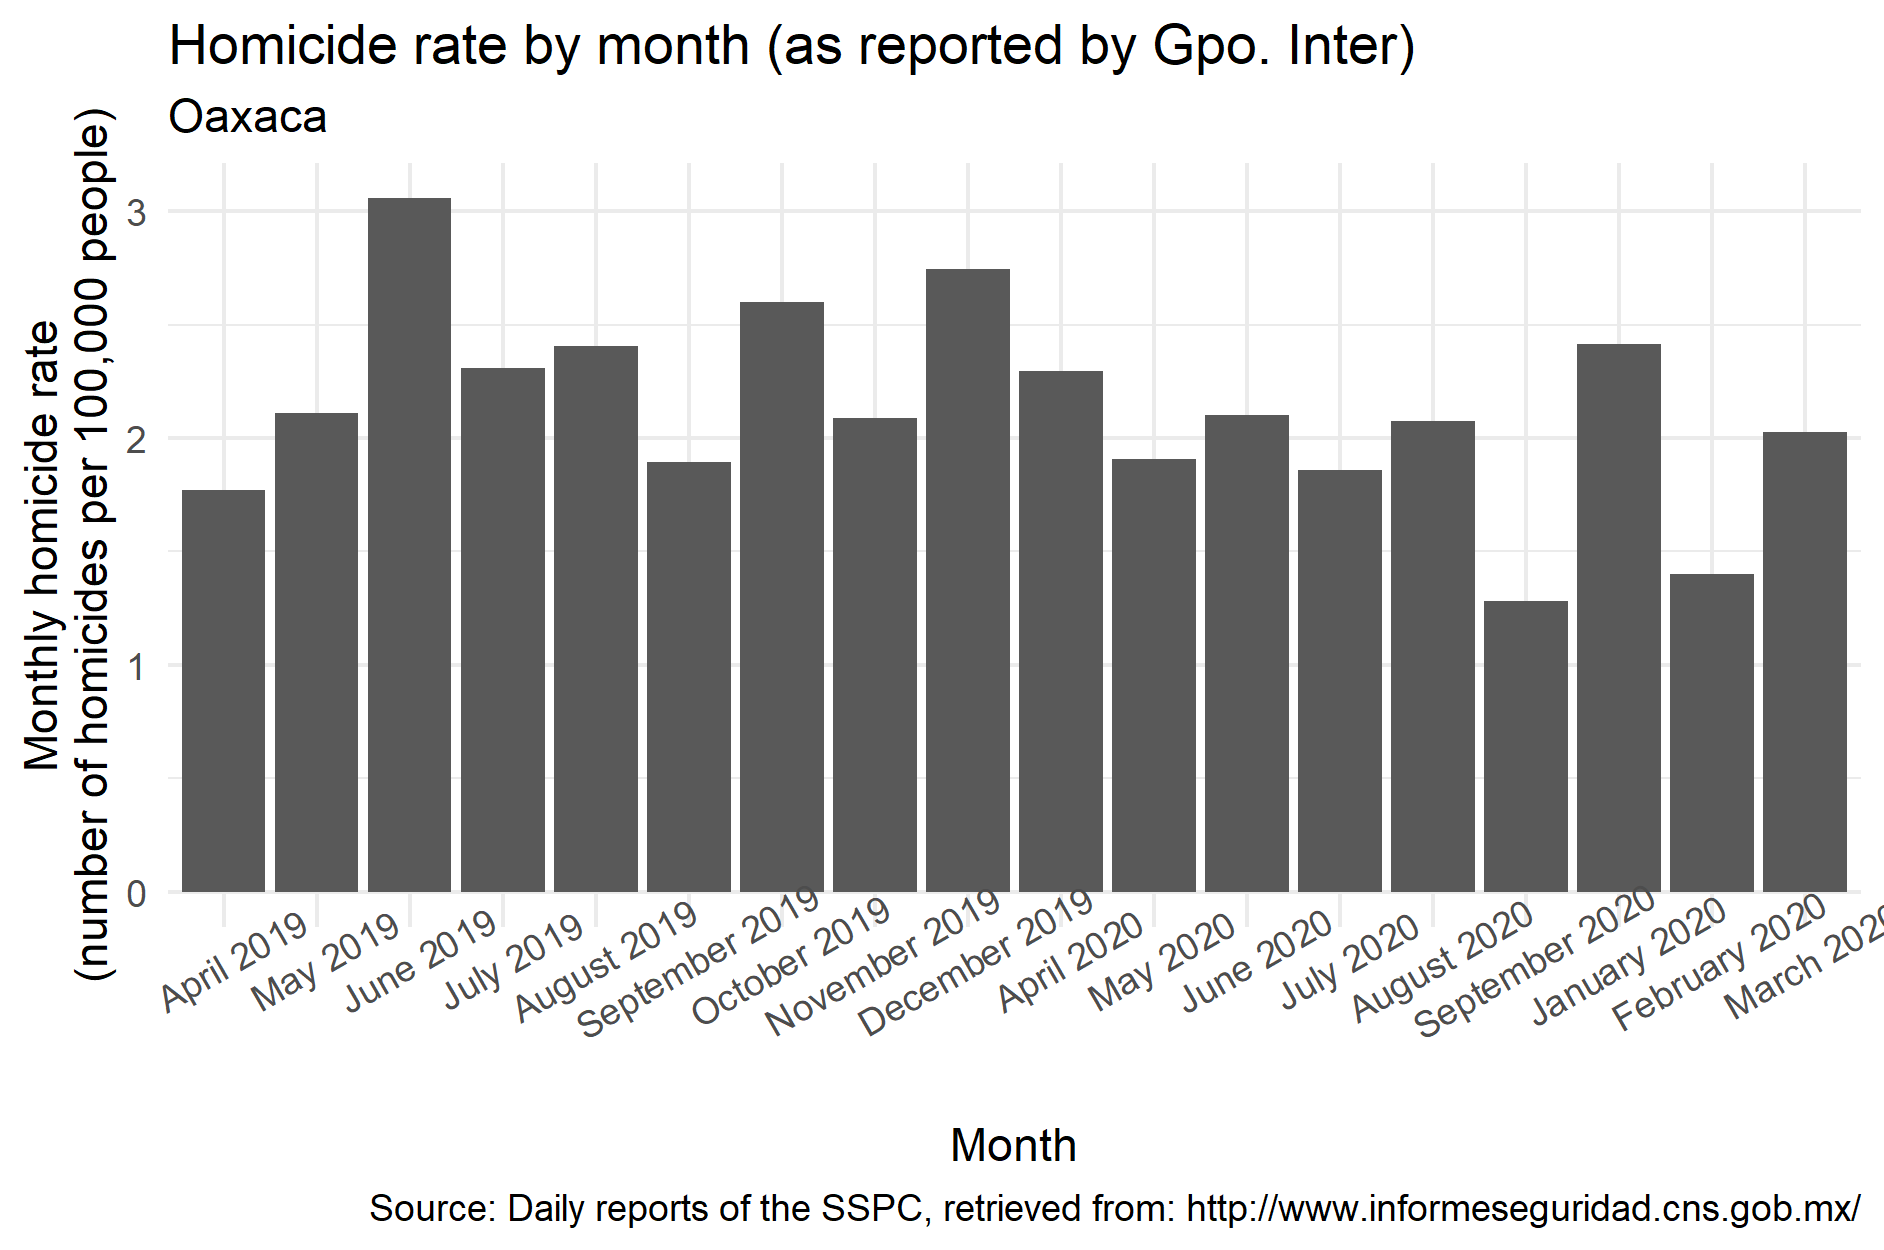 Homicide rate by month (as reported by Gpo. Inter)
Oaxaca
Monthly homicide rate
(number of homicides per 100,000 people)
3
2
1
0
April 2019
May 2019
June 2019
July 2019
August 2019
September 2019
October 2019
November 2019
December 2019
April 2020
May 2020
June 2020
July 2020
August 2020
September 2020
January 2020
February 2020
March 2020
Month
Source: Daily reports of the SSPC, retrieved from: http://www.informeseguridad.cns.gob.mx/